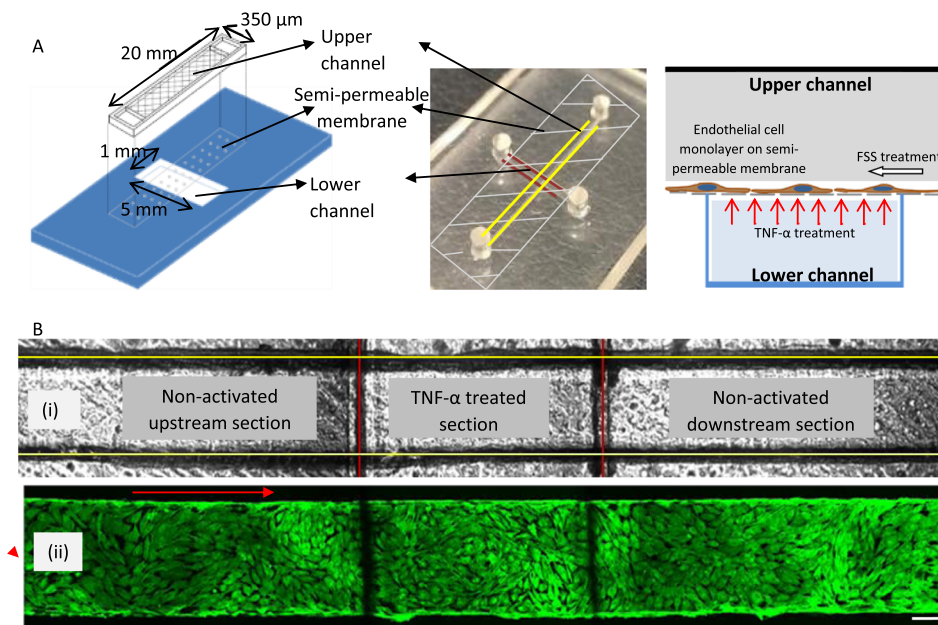 A
350 µm
20 mm
Upper
channel
Semi-permeable
membrane
1 mm
Lower
channel
5 mm
Upper channel
Endothelial cell
monolayer on semi-
permeable membrane
FSS treatment
TNF-α treatment
Lower channel
B
(i)
Non-activated
upstream section
TNF-α treated
section
Non-activated
downstream section
(ii)